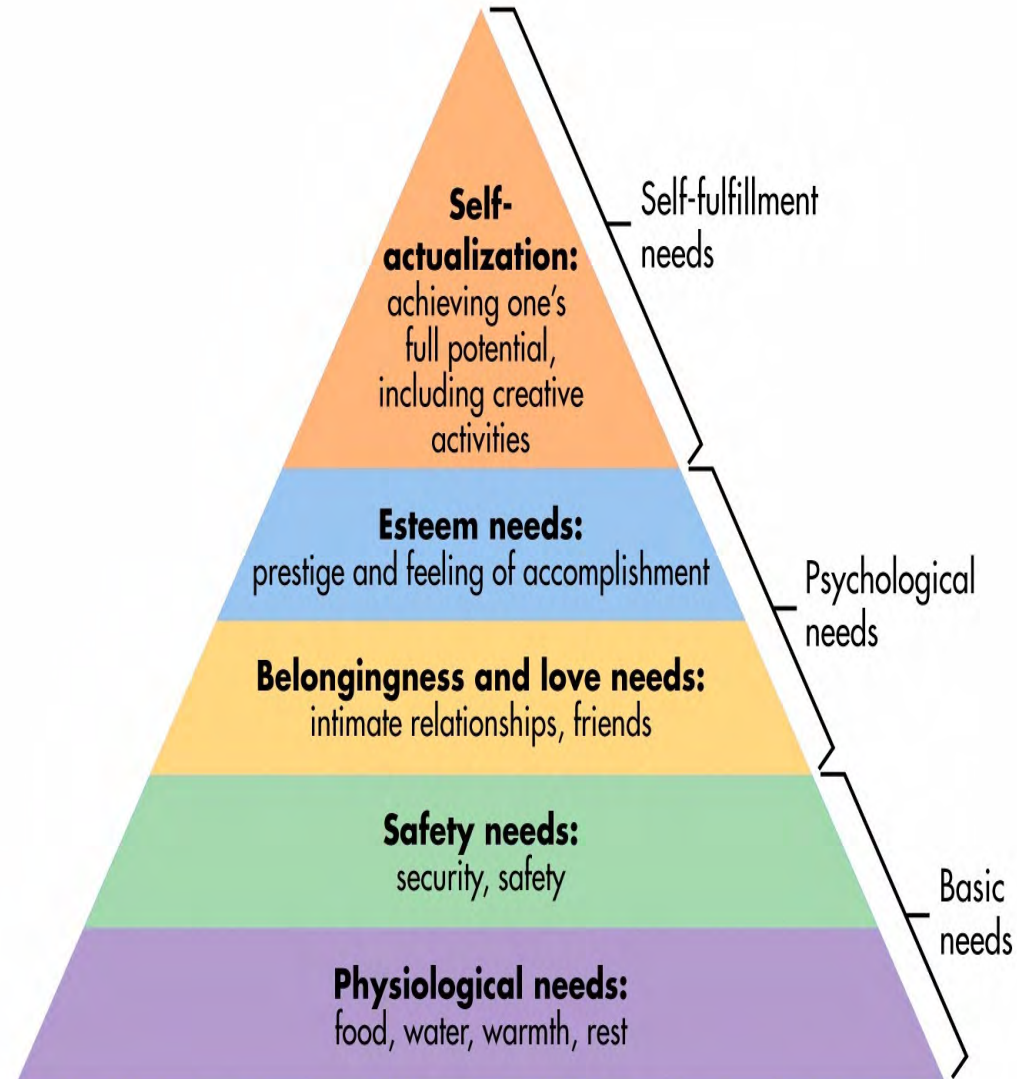 Self-
actualization:
achieving one’s
full potential,
including creative
activities
Self-fulfillment
needs
Esteem needs:
prestige and feeling of accomplishment
Psychological
needs
Belongingness and love needs:
intimate relationships, friends
Safety needs:
security, safety
Basic
needs
Physiological needs:
food, water, warmth, rest